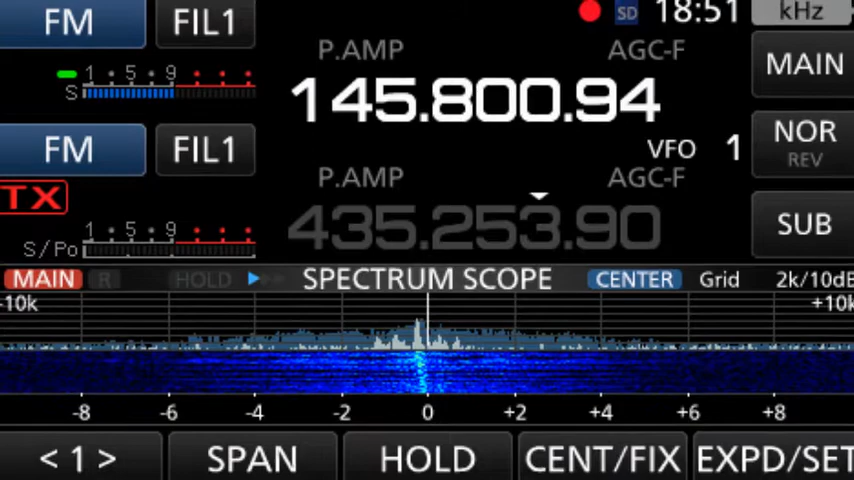 FM FIL1 SD 18:51 kHz
P.AMP AGC-F
1 5 9
S
145.800.94
MAIN
VFO 1
NOR
REV
FM FIL1
P.AMP AGC-F
TX
1 5 9
S/Po
435.253.90
SUB
MAIN R HOLD SPECTRUM SCOPE CENTER Grid 2k/10dB
-10k +10k
-8 -6 -4 -2 0 +2 +4 +6 +8
< 1 > SPAN HOLD CENT/FIX EXPD/SET